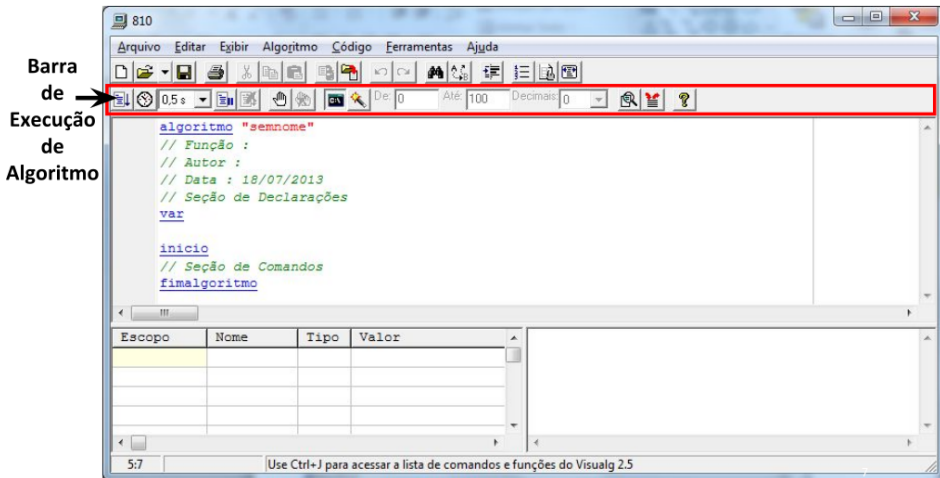 810
Arquivo Editar Exibir Algoritmo Código Ferramentas Ajuda
Barra
de
Execução
de
Algoritmo
0,5 s De: 0 Até: 100 Decimais: 0
algoritmo "semnome"
// Função :
// Autor :
// Data : 18/07/2013
// Seção de Declarações
var
inicio
// Seção de Comandos
fimalgoritmo
Escopo Nome Tipo Valor
5:7 Use Ctrl+J para acessar a lista de comandos e funções do Visualg 2.5
7